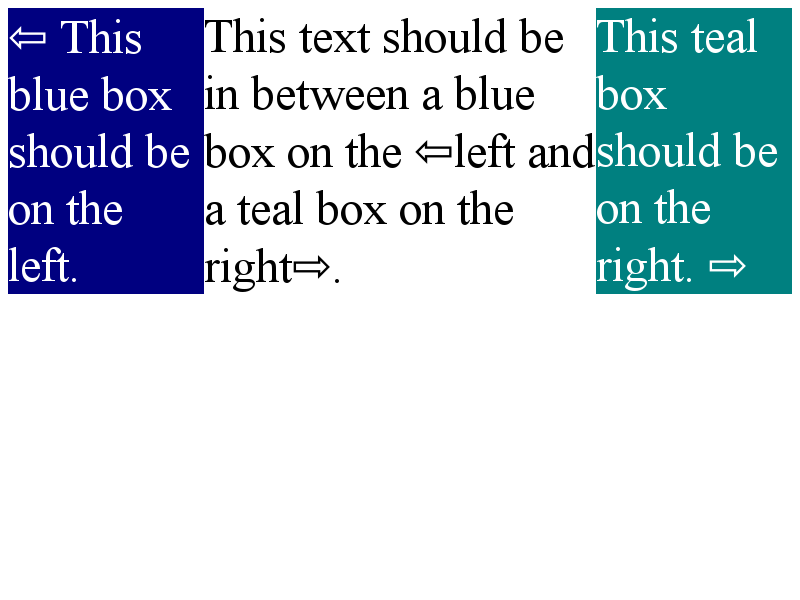 ⇦ This
blue box
should be
on the
left.
This text should be
in between a blue
box on the ⇦left and
a teal box on the
right⇨.
This teal
box
should be
on the
right. ⇨